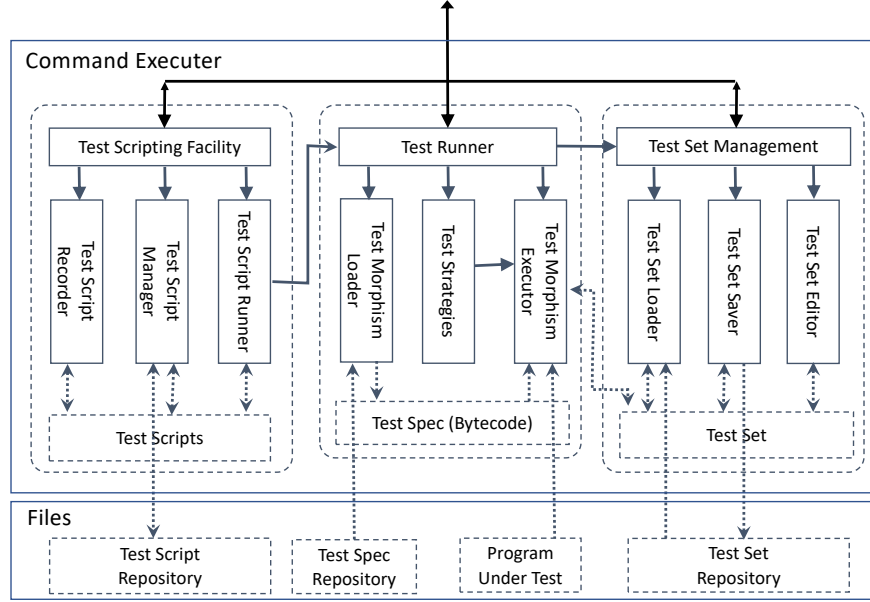 Command Executer
Test Scripting Facility
Test Runner
Test Set Management
Test Script
Recorder
Test Script
Manager
Test Script Runner
Test Morphism
Loader
Test Strategies
Test Morphism
Executor
Test Set Loader
Test Set Saver
Test Set Editor
Test Scripts
Test Spec (Bytecode)
Test Set
Files
Test Script
Repository
Test Spec
Repository
Program
Under Test
Test Set
Repository